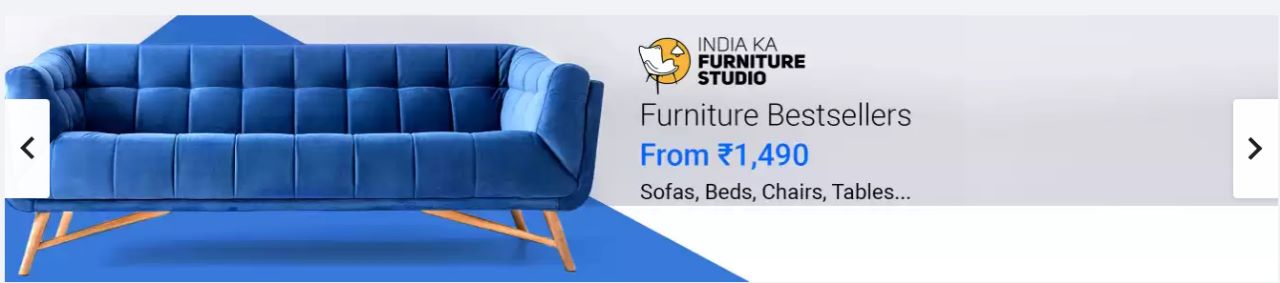 INDIA KA
FURNITURE
STUDIO
Furniture Bestsellers
From ₹1,490
Sofas, Beds, Chairs, Tables...